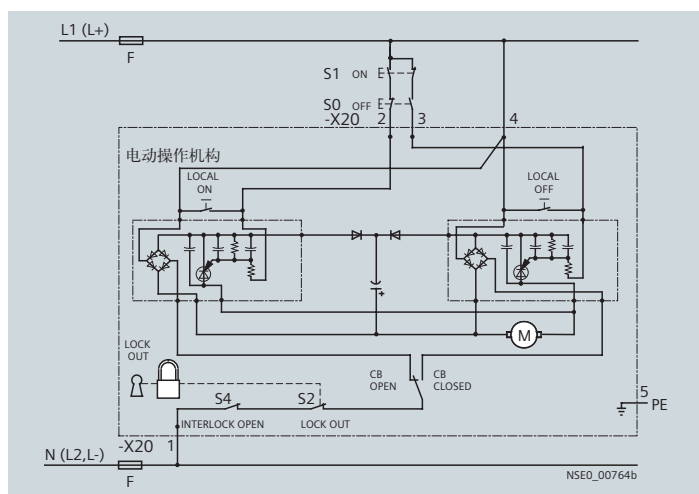 L1 (L+)
F
S1 ON E
S0 OFF E
-X20 2 3 4
电动操作机构
LOCAL
ON
LOCAL
OFF
+
M
LOCK
OUT
CB
OPEN
CB
CLOSED
S4
S2
INTERLOCK OPEN
LOCK OUT
5
PE
-X20 1
N (L2,L-)
F
NSE0_00764b